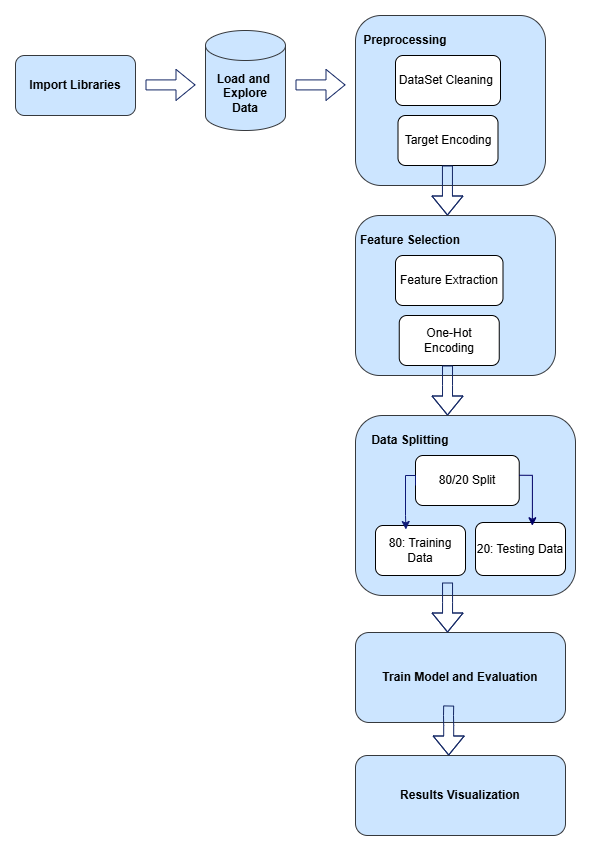 Import Libraries
Load and
Explore
Data
Preprocessing
DataSet Cleaning
Target Encoding
Feature Selection
Feature Extraction
One-Hot
Encoding
Data Splitting
80/20 Split
80: Training
Data
20: Testing Data
Train Model and Evaluation
Results Visualization